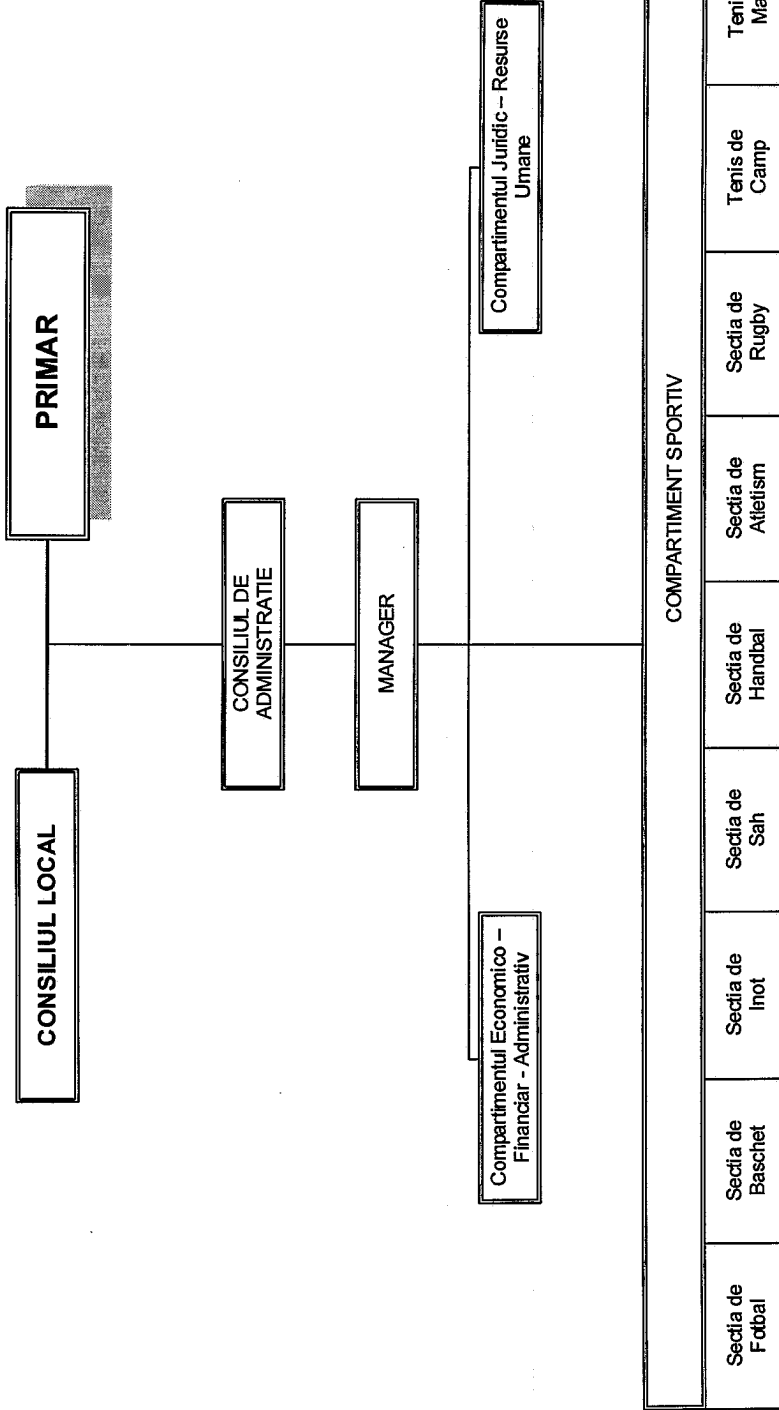 CONSILIUL LOCAL
PRIMAR
CONSILIUL DE
ADMINISTRATIE
MANAGER
Compartimentul Economico –
Financiar - Administrativ
Compartimentul Juridic – Resurse
Umane
COMPARTIMENT SPORTIV
Sectia de
Fotbal
Sectia de
Baschet
Sectia de
Inot
Sectia de
Sah
Sectia de
Handbal
Sectia de
Atletism
Sectia de
Rugby
Tenis de
Camp